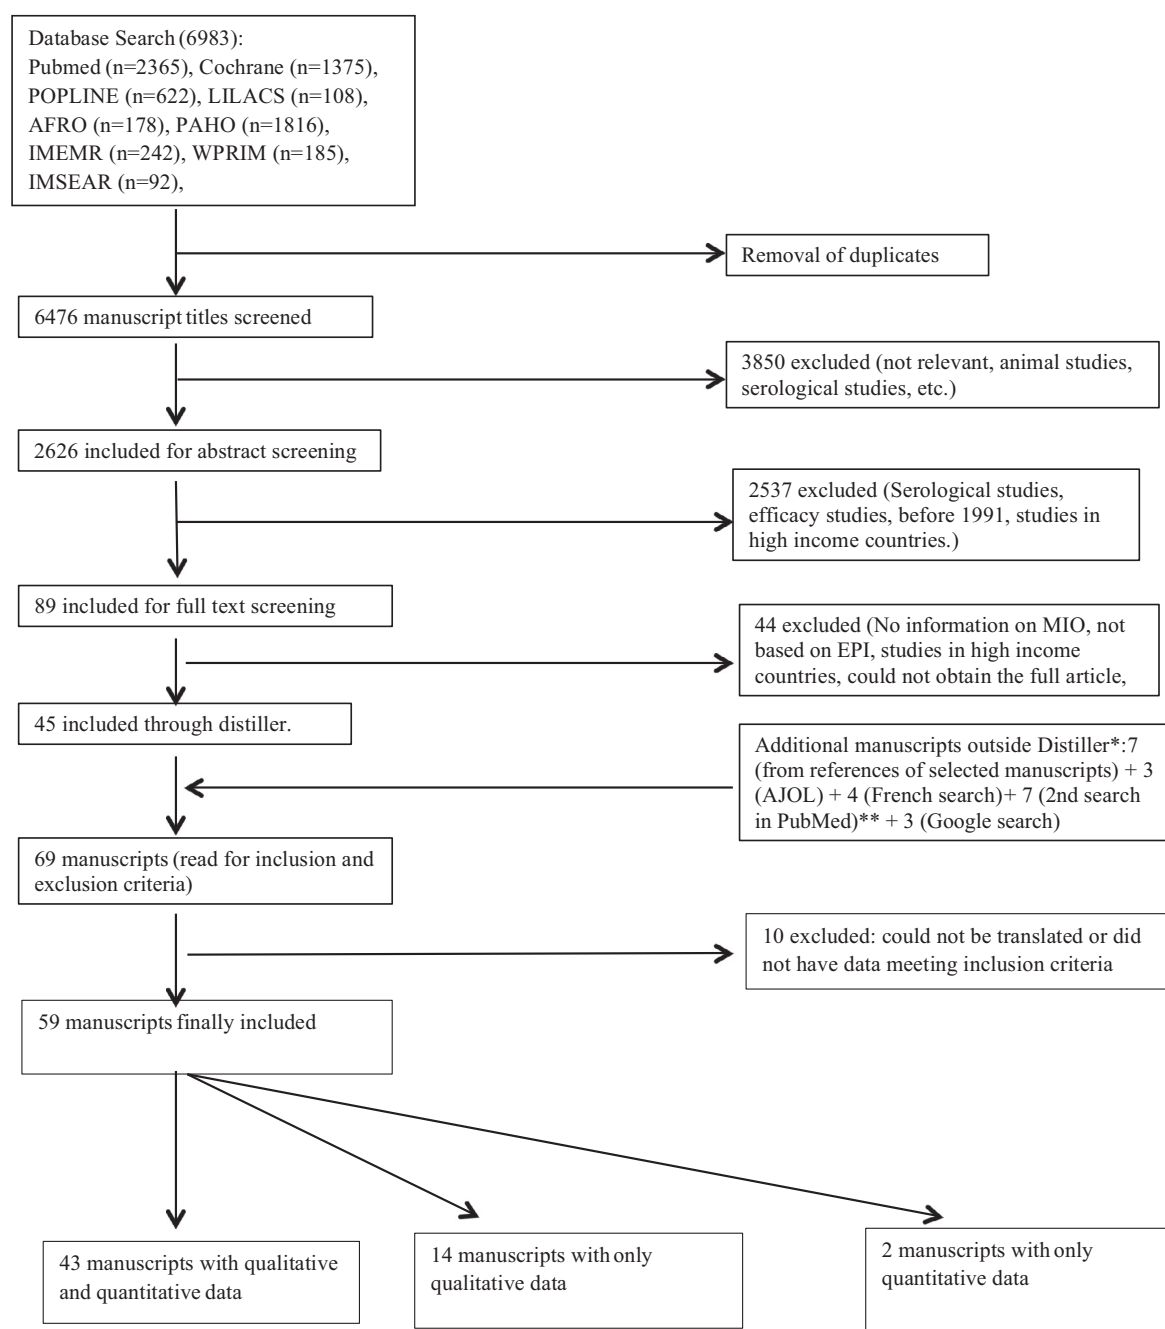 Database Search (6983):
Pubmed (n=2365), Cochrane (n=1375),
POPLINE (n=622), LILACS (n=108),
AFRO (n=178), PAHO (n=1816),
IMEMR (n=242), WPRIM (n=185),
IMSEAR (n=92),
Removal of duplicates
6476 manuscript titles screened
3850 excluded (not relevant, animal studies,
serological studies, etc.)
2626 included for abstract screening
2537 excluded (Serological studies,
efficacy studies, before 1991, studies in
high income countries.)
89 included for full text screening
44 excluded (No information on MIO, not
based on EPI, studies in high income
countries, could not obtain the full article,
45 included through distiller.
Additional manuscripts outside Distiller*:7
(from references of selected manuscripts) + 3
(AJOL) + 4 (French search)+ 7 (2nd search
in PubMed)** + 3 (Google search)
69 manuscripts (read for inclusion and
exclusion criteria)
10 excluded: could not be translated or did
not have data meeting inclusion criteria
59 manuscripts finally included
43 manuscripts with qualitative
and quantitative data
14 manuscripts with only
qualitative data
2 manuscripts with only
quantitative data